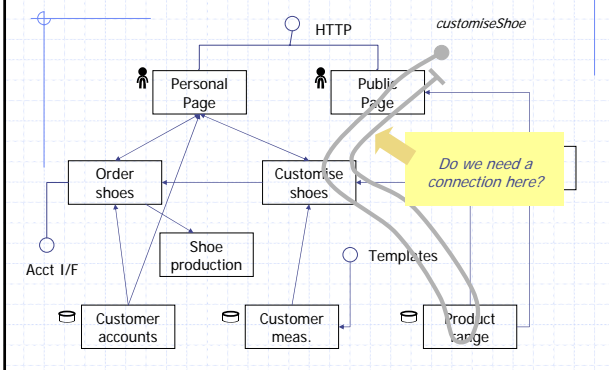 customiseShoe
HTTP
Personal
Page
Public
Page
Do we need a
connection here?
Order
shoes
Customise
shoes
Shoe
production
Acct I/F
Templates
Customer
accounts
Customer
meas.
Product
range